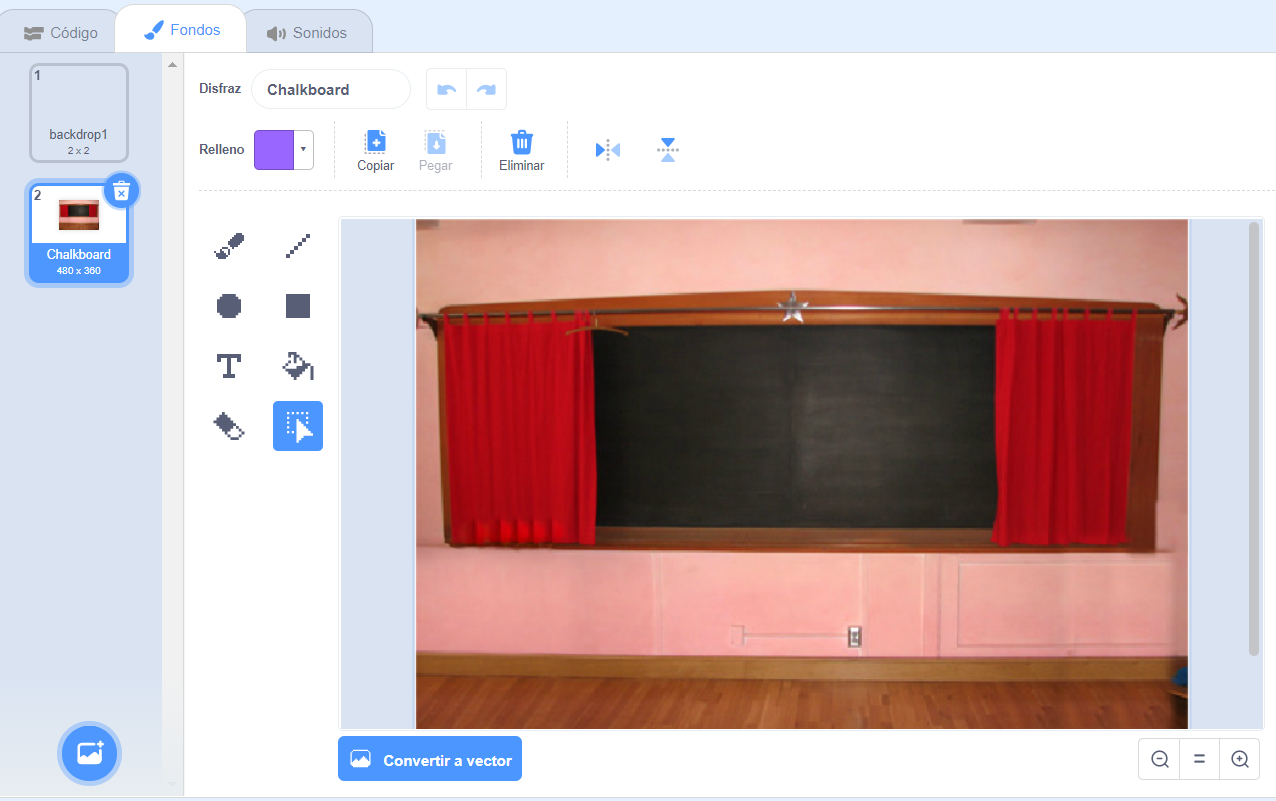 Código
Fondos
Sonidos
1
backdrop1
2 x 2
2
Chalkboard
480 x 360
Disfraz
Chalkboard
Relleno
Copiar
Pegar
Eliminar
T
Convertir a vector